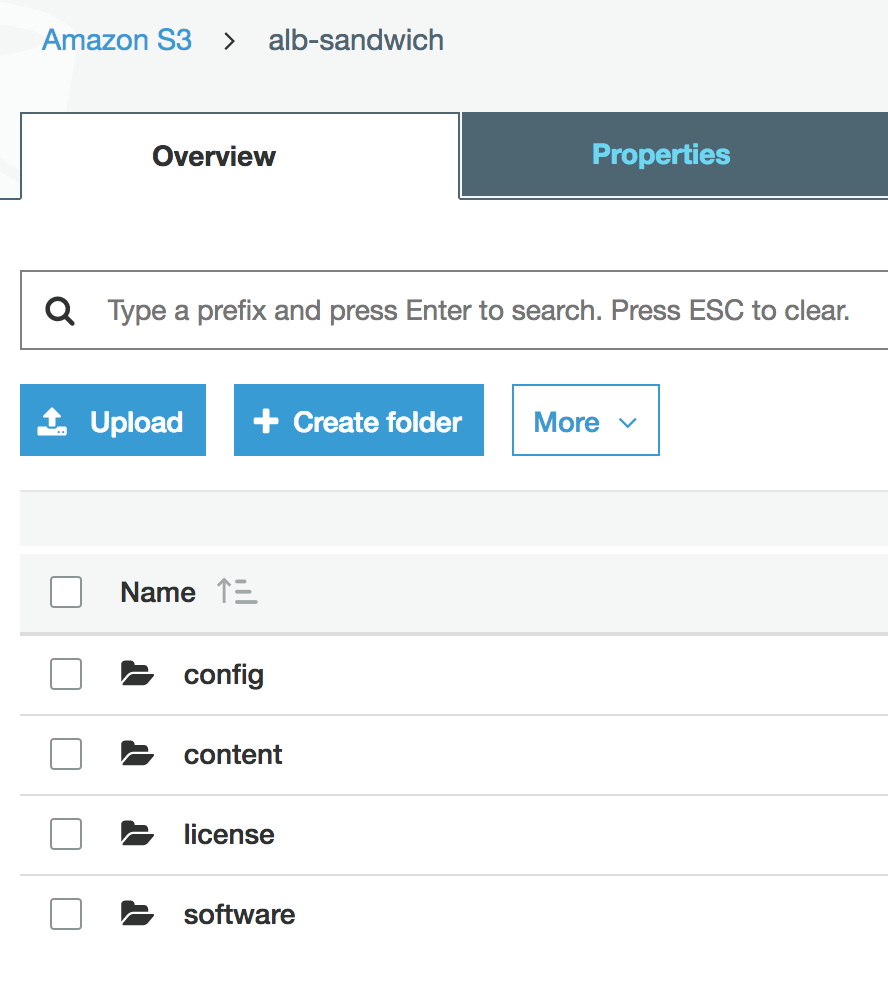 Amazon S3 > alb-sandwich
Overview Properties
Type a prefix and press Enter to search. Press ESC to clear.
Upload Create folder More
Name
config
content
license
software